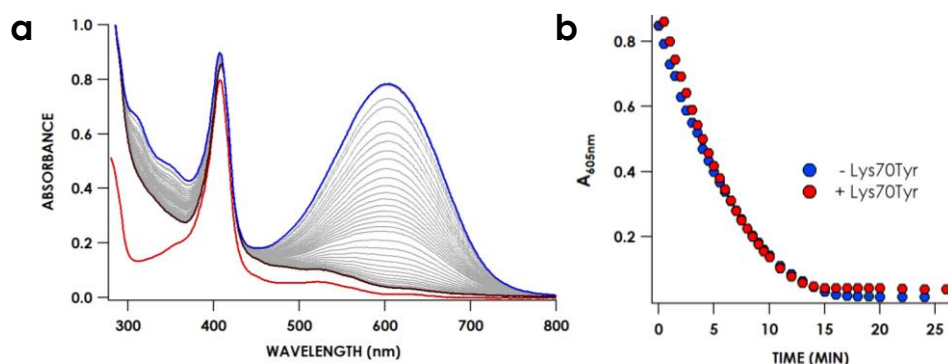 a
ABSORBANCE
1.0
0.8
0.6
0.4
0.2
0.0
300 400 500 600 700 800
WAVELENGTH (nm)
b
A605nm
0.8
0.6
0.4
0.2
- Lys70Tyr
+ Lys70Tyr
0 5 10 15 20 25
TIME (MIN)